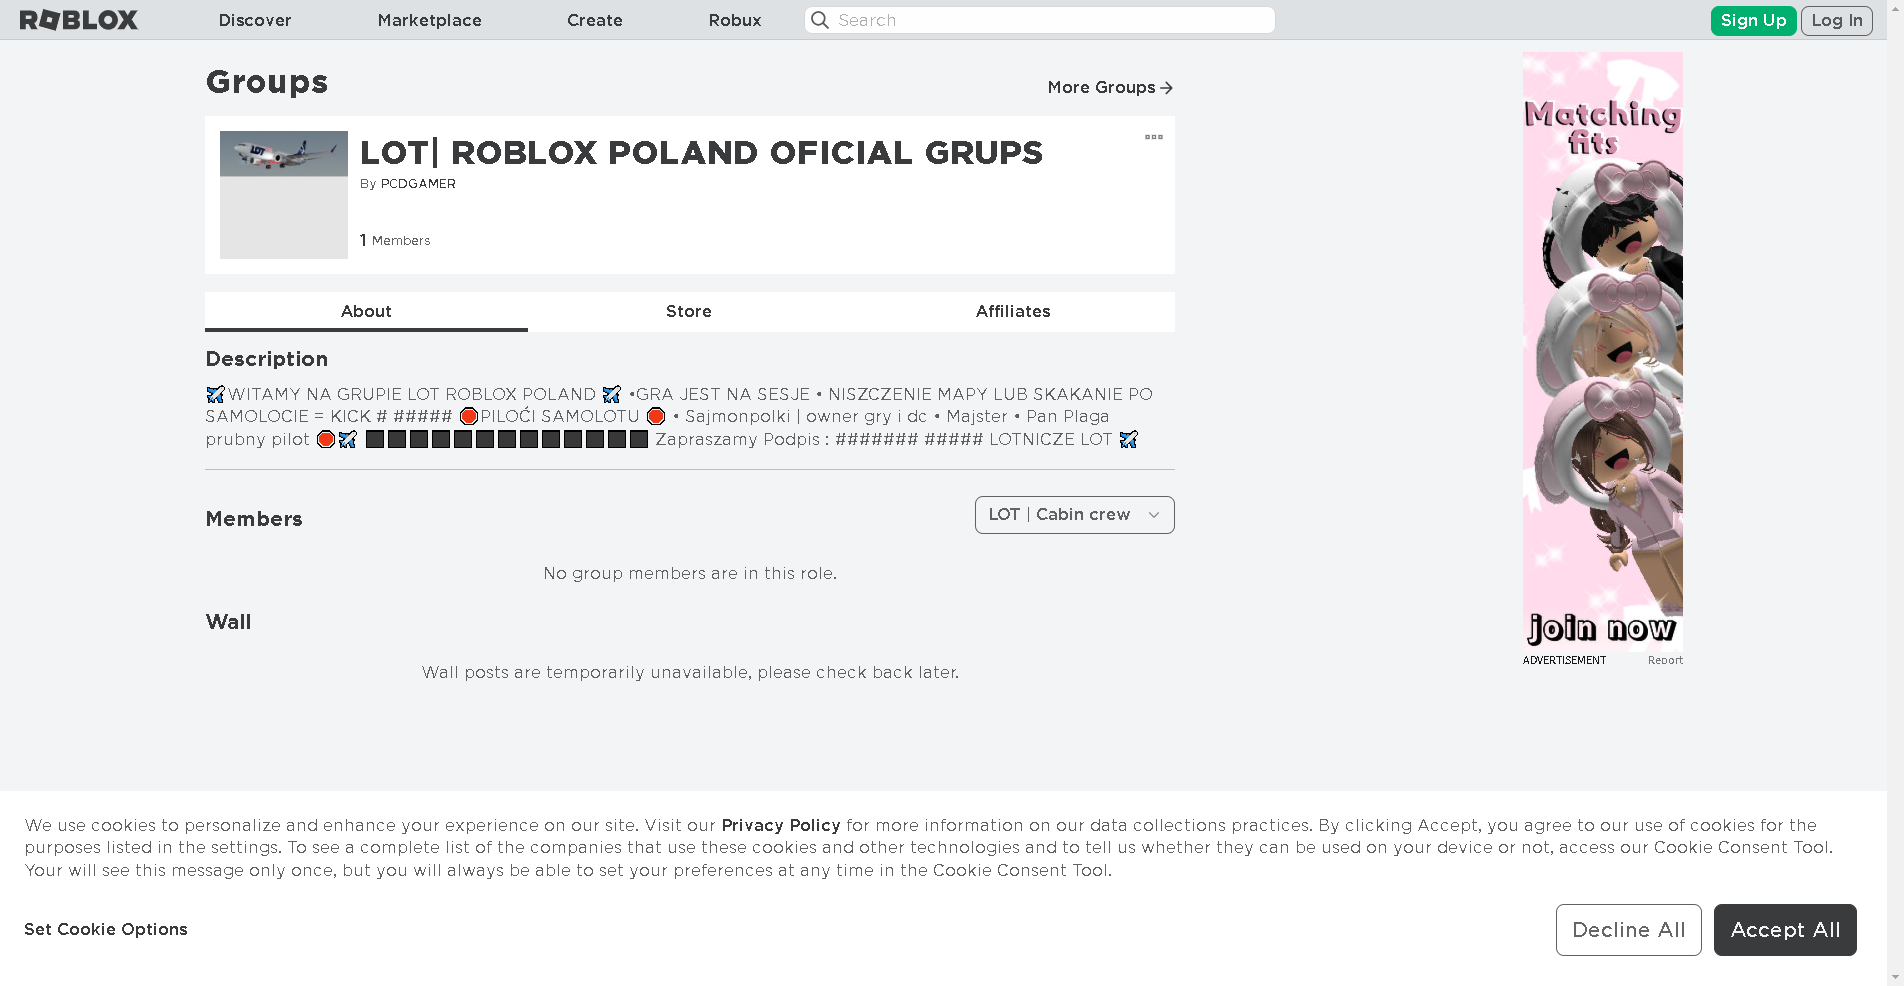 ROBLOX
Discover
Marketplace
Create
Robux
Search
Sign Up
Log In
Groups
More Groups
LOT
LOT| ROBLOX POLAND OFICIAL GRUPS
By PCDGAMER
1 Members
About
Store
Affiliates
Description
✈️WITAMY NA GRUPIE LOT ROBLOX POLAND ✈️ •GRA JEST NA SESJE • NISZCZENIE MAPY LUB SKAKANIE PO
SAMOLOCIE = KICK # ##### 🛑PILOĆI SAMOLOTU 🛑 • Sajmonpolki | owner gry i dc • Majster • Pan Plaga
prubny pilot 🛑✈️ ⬛⬛⬛⬛⬛⬛⬛⬛⬛⬛⬛⬛⬛ Zapraszamy Podpis : ####### ##### LOTNICZE LOT ✈️
Members
LOT | Cabin crew
No group members are in this role.
Wall
Wall posts are temporarily unavailable, please check back later.
Matching
fits
join now
ADVERTISEMENT
Report
We use cookies to personalize and enhance your experience on our site. Visit our Privacy Policy for more information on our data collections practices. By clicking Accept, you agree to our use of cookies for the
purposes listed in the settings. To see a complete list of the companies that use these cookies and other technologies and to tell us whether they can be used on your device or not, access our Cookie Consent Tool.
Your will see this message only once, but you will always be able to set your preferences at any time in the Cookie Consent Tool.
Set Cookie Options
Decline All
Accept All